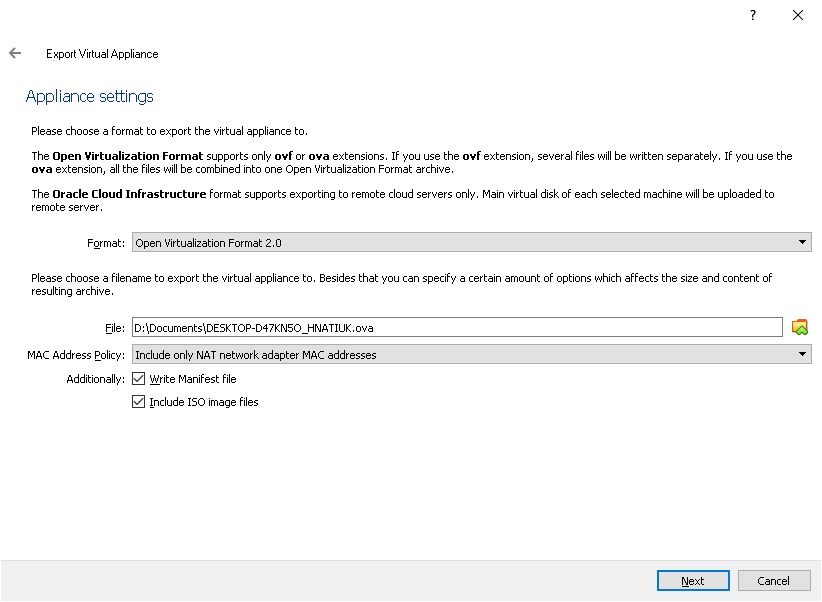 ?
Export Virtual Appliance
Appliance settings
Please choose a format to export the virtual appliance to.
The Open Virtualization Format supports only ovf or ova extensions. If you use the ovf extension, several files will be written separately. If you use the
ova extension, all the files will be combined into one Open Virtualization Format archive.
The Oracle Cloud Infrastructure format supports exporting to remote cloud servers only. Main virtual disk of each selected machine will be uploaded to
remote server.
Format: Open Virtualization Format 2.0
Please choose a filename to export the virtual appliance to. Besides that you can specify a certain amount of options which affects the size and content of
resulting archive.
File: D:\Documents\DESKTOP-D47KN5O_HNATIUK.ova
MAC Address Policy: Include only NAT network adapter MAC addresses
Additionally: Write Manifest file
Include ISO image files
Next Cancel